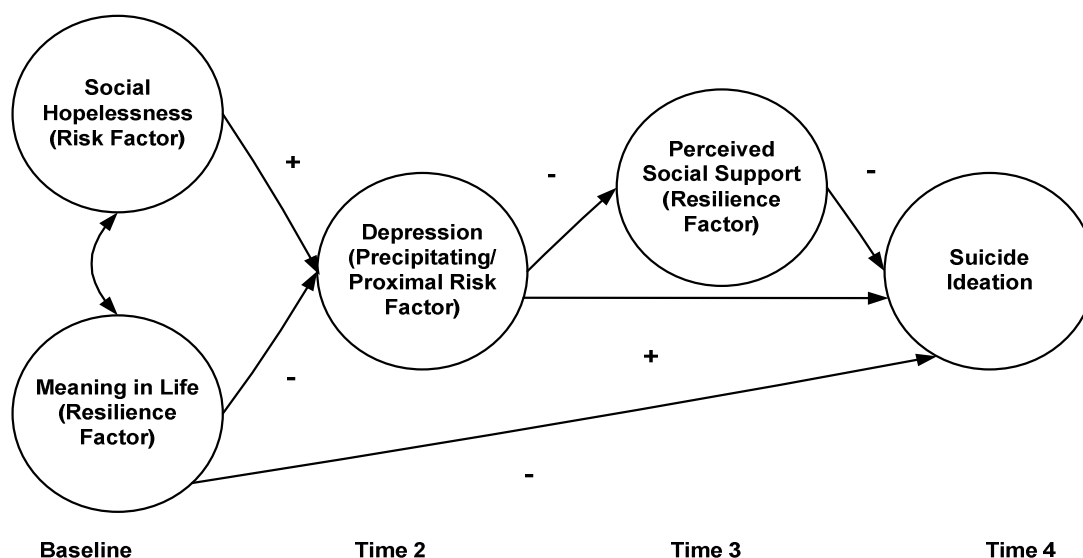 Social
Hopelessness
(Risk Factor)
+
-
Perceived
Social Support
(Resilience
Factor)
-
Depression
(Precipitating/
Proximal Risk
Factor)
Suicide
Ideation
+
Meaning in Life
(Resilience
Factor)
-
-
Baseline
Time 2
Time 3
Time 4